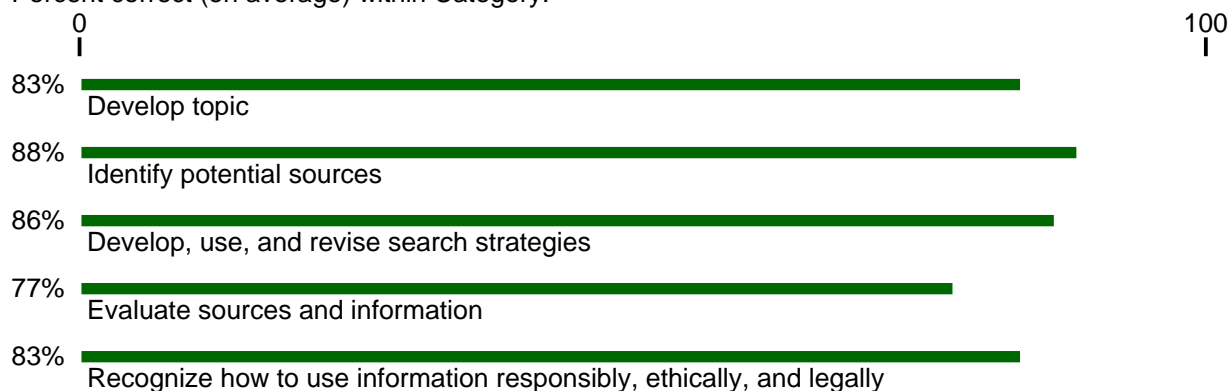 Percent correct (on average) within Category:
0 100
83%
Develop topic
88%
Identify potential sources
86%
Develop, use, and revise search strategies
77%
Evaluate sources and information
83%
Recognize how to use information responsibly, ethically, and legally